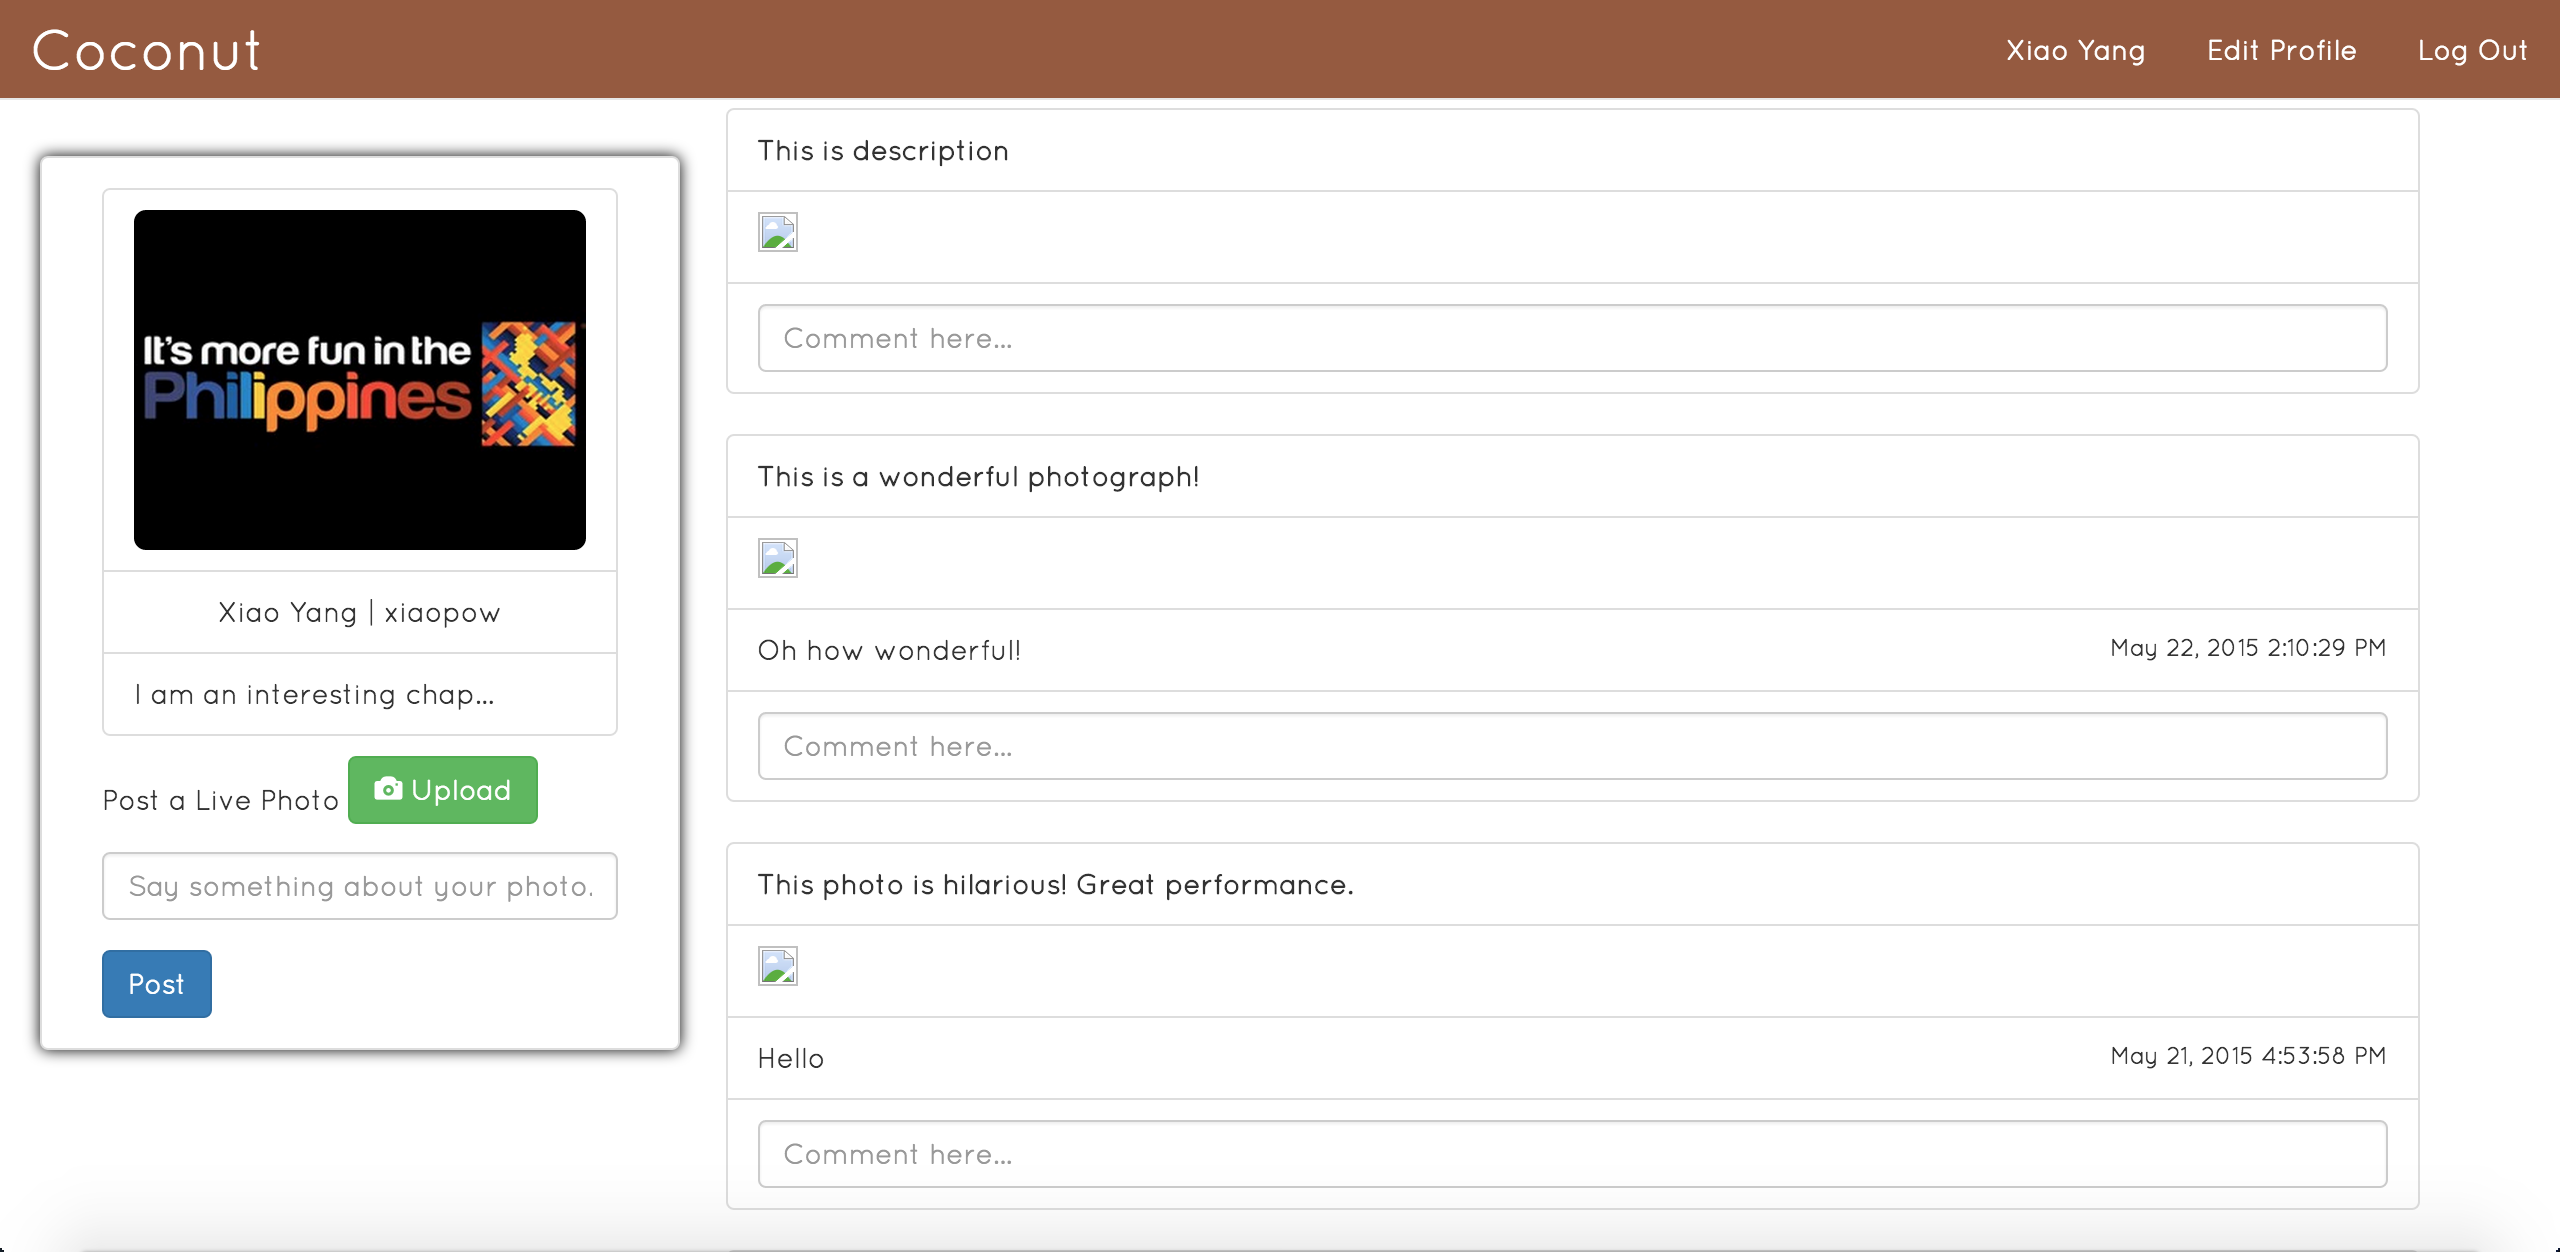 Coconut
Xiao Yang Edit Profile Log Out
It's more fun in the
Philippines
Xiao Yang | xiaopow
I am an interesting chap...
Post a Live Photo Upload
Say something about your photo.
Post
This is description
Comment here...
This is a wonderful photograph!
Oh how wonderful! May 22, 2015 2:10:29 PM
Comment here...
This photo is hilarious! Great performance.
Hello May 21, 2015 4:53:58 PM
Comment here...